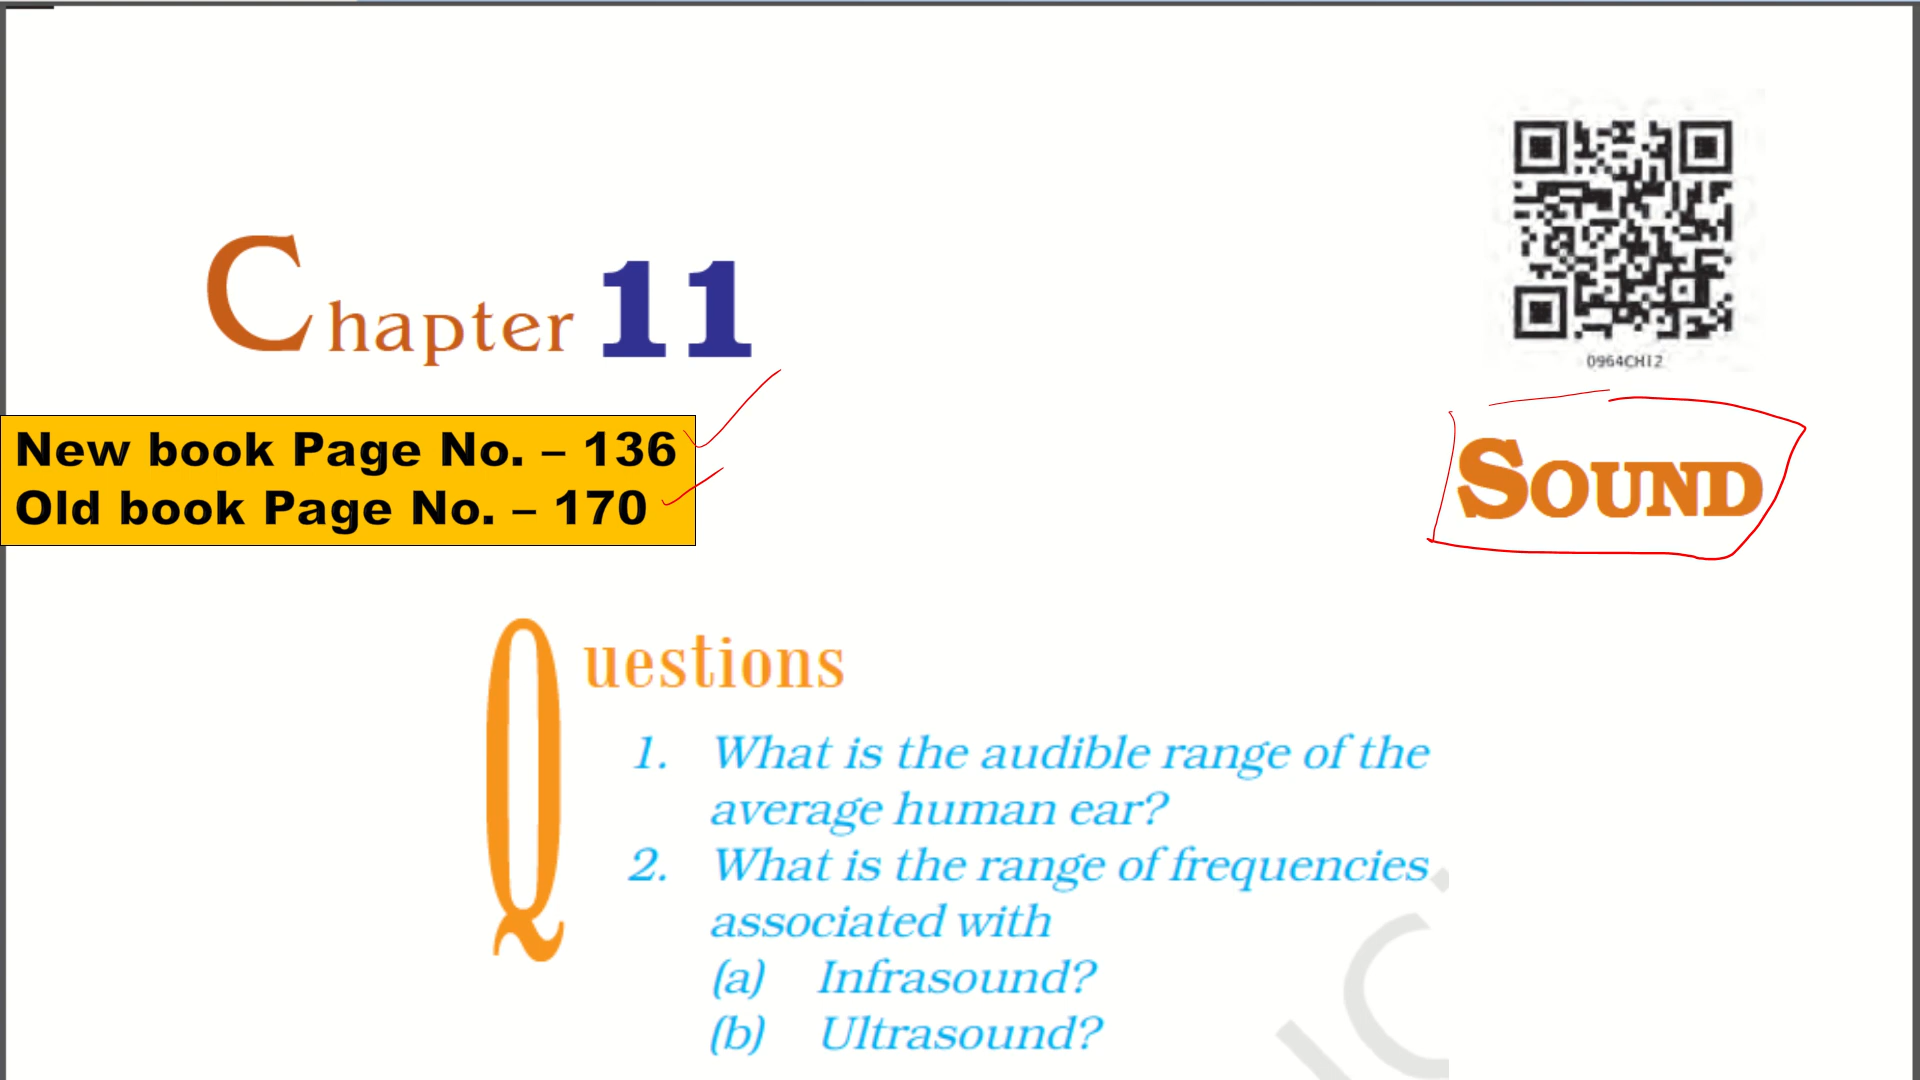 Chapter 11
0964CH12
New book Page No. – 136
Old book Page No. – 170
SOUND
Questions
1. What is the audible range of the
average human ear?
2. What is the range of frequencies
associated with
(a) Infrasound?
(b) Ultrasound?